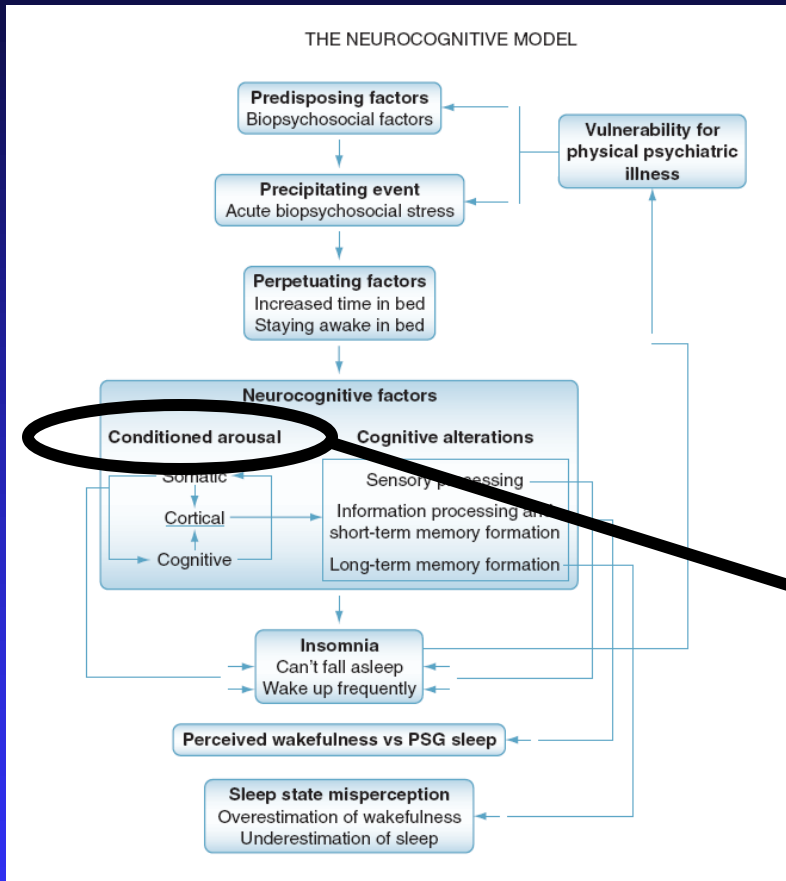 THE NEUROCOGNITIVE MODEL
Predisposing factors
Biopsychosocial factors
Vulnerability for
physical psychiatric
illness
Precipitating event
Acute biopsychosocial stress
Perpetuating factors
Increased time in bed
Staying awake in bed
Neurocognitive factors
Conditioned arousal
Cognitive alterations
Somatic
Cortical
Cognitive
Sensory processing
Information processing and
short-term memory formation
Long-term memory formation
Insomnia
Can't fall asleep
Wake up frequently
Perceived wakefulness vs PSG sleep
Sleep state misperception
Overestimation of wakefulness
Underestimation of sleep